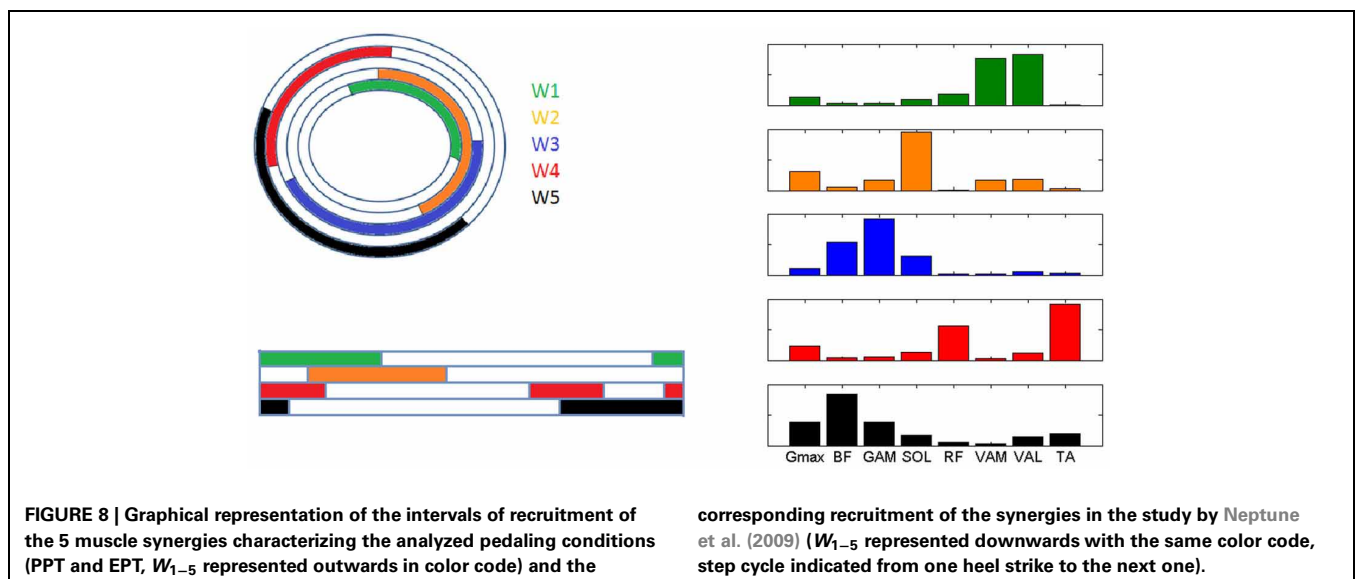 W1
W2
W3
W4
W5
Gmax BF GAM SOL RF VAM VAL TA
FIGURE 8 | Graphical representation of the intervals of recruitment of
the 5 muscle synergies characterizing the analyzed pedaling conditions
(PPT and EPT, W1–5 represented outwards in color code) and the
corresponding recruitment of the synergies in the study by Neptune
et al. (2009) (W1–5 represented downwards with the same color code,
step cycle indicated from one heel strike to the next one).